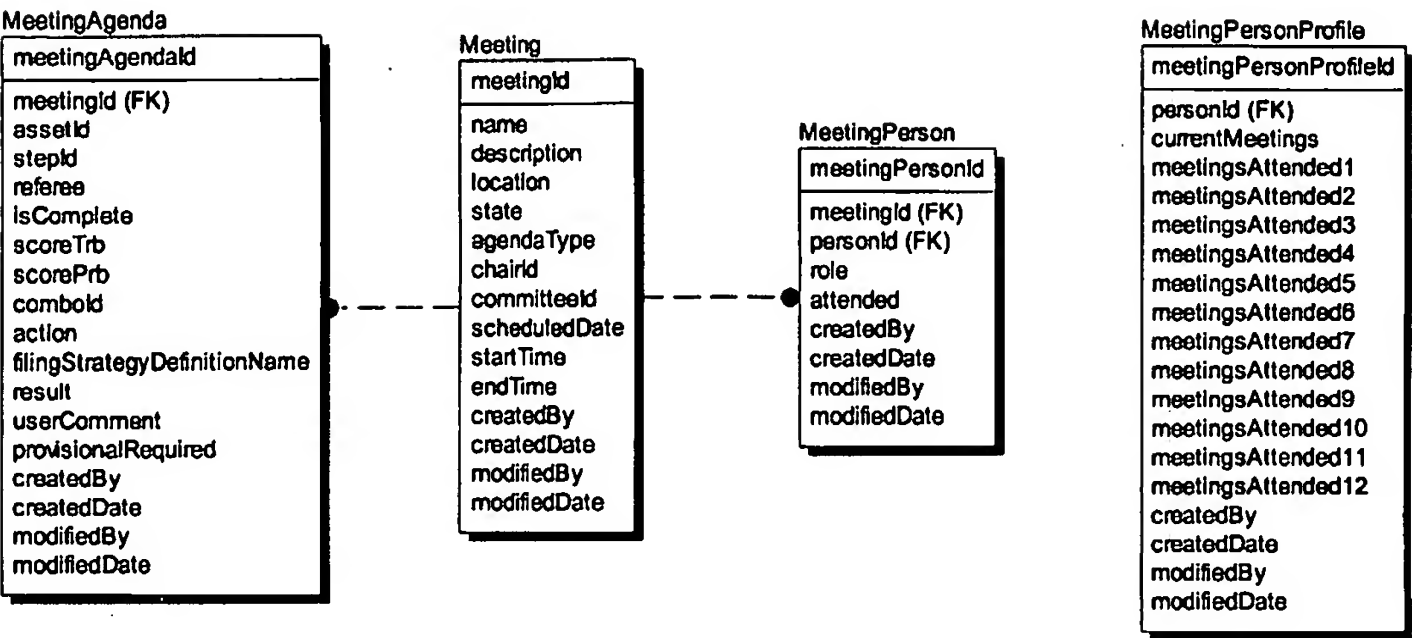 MeetingAgenda
meetingAgendaId
meetingId (FK)
assetId
stepId
referee
isComplete
scoreTrb
scorePrb
comboId
action
filingStrategyDefinitionName
result
userComment
provisionalRequired
createdBy
createdDate
modifiedBy
modifiedDate
Meeting
meetingId
name
description
location
state
agendaType
chairId
committeeId
scheduledDate
startTime
endTime
createdBy
createdDate
modifiedBy
modifiedDate
MeetingPerson
meetingPersonId
meetingId (FK)
personId (FK)
role
attended
createdBy
createdDate
modifiedBy
modifiedDate
MeetingPersonProfile
meetingPersonProfileId
personId (FK)
currentMeetings
meetingsAttended1
meetingsAttended2
meetingsAttended3
meetingsAttended4
meetingsAttended5
meetingsAttended6
meetingsAttended7
meetingsAttended8
meetingsAttended9
meetingsAttended10
meetingsAttended11
meetingsAttended12
createdBy
createdDate
modifiedBy
modifiedDate